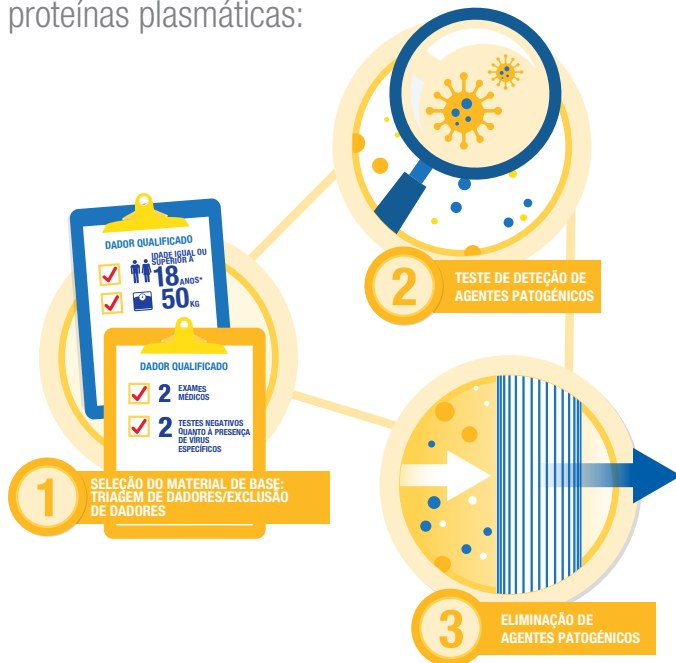 proteínas plasmáticas:
DADOR QUALIFICADO
IDADE IGUAL OU
SUPERIOR A
18 ANOS*
50 KG
DADOR QUALIFICADO
2 EXAMES
MÉDICOS
2 TESTES NEGATIVOS
QUANTO À PRESENÇA
DE VÍRUS
ESPECÍFICOS
1
SELEÇÃO DO MATERIAL DE BASE:
TRIAGEM DE DADORES/EXCLUSÃO
DE DADORES
2
TESTE DE DETEÇÃO DE
AGENTES PATOGÉNICOS
3
ELIMINAÇÃO DE
AGENTES PATOGÉNICOS